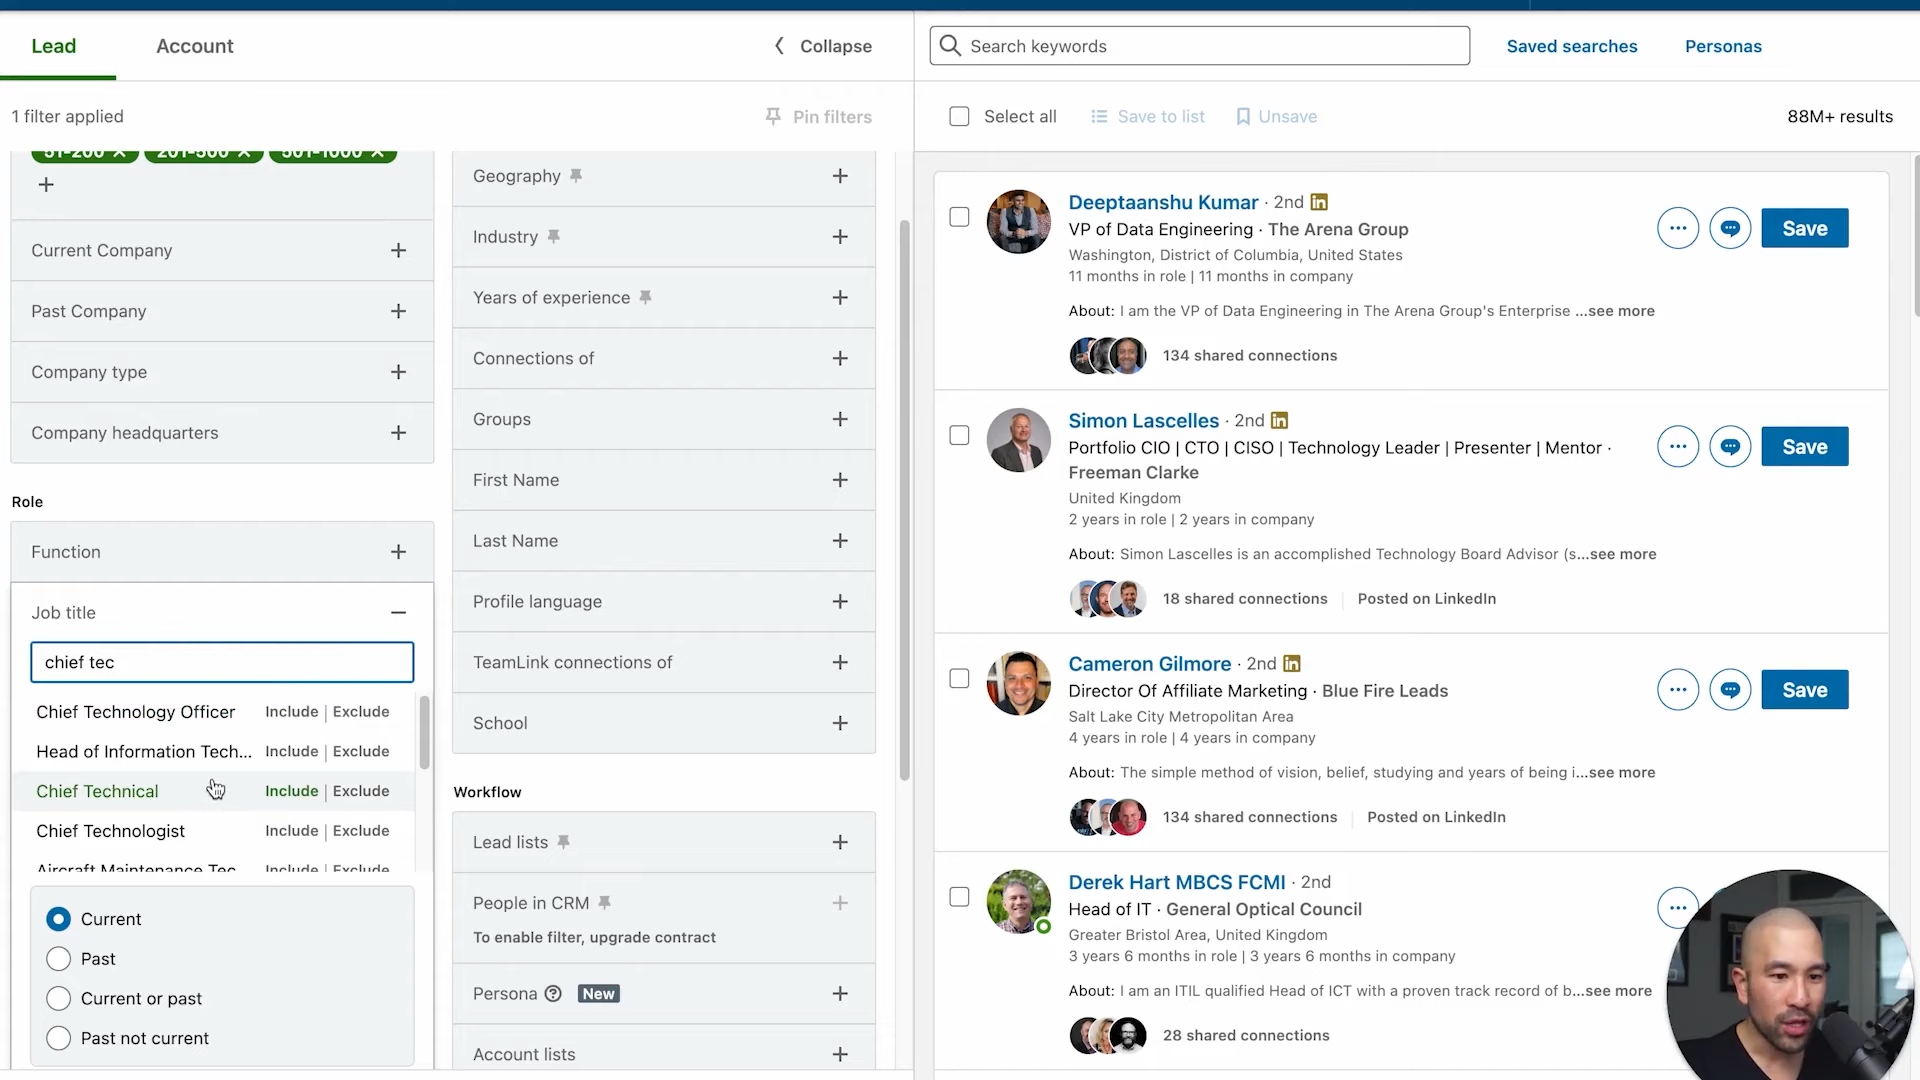 Lead
Account
Collapse
1 filter applied
Pin filters
51-200 ×
201-500 ×
501-1000 ×
+
Current Company +
Past Company +
Company type +
Company headquarters +
Role
Function +
Job title −
chief tec
Chief Technology Officer Include | Exclude
Head of Information Tech... Include | Exclude
Chief Technical Include | Exclude
Chief Technologist Include | Exclude
Aircraft Maintenance Tec Include | Exclude
Current
Past
Current or past
Past not current
Geography +
Industry +
Years of experience +
Connections of +
Groups +
First Name +
Last Name +
Profile language +
TeamLink connections of +
School +
Workflow
Lead lists +
People in CRM +
To enable filter, upgrade contract
Persona ? New +
Account lists +
Search keywords
Saved searches
Personas
Select all
Save to list
Unsave
88M+ results
Deeptaanshu Kumar · 2nd in
VP of Data Engineering · The Arena Group
Washington, District of Columbia, United States
11 months in role | 11 months in company
About: I am the VP of Data Engineering in The Arena Group's Enterprise ...see more
134 shared connections
Save
Simon Lascelles · 2nd in
Portfolio CIO | CTO | CISO | Technology Leader | Presenter | Mentor ·
Freeman Clarke
United Kingdom
2 years in role | 2 years in company
About: Simon Lascelles is an accomplished Technology Board Advisor (s...see more
18 shared connections
Posted on LinkedIn
Save
Cameron Gilmore · 2nd in
Director Of Affiliate Marketing · Blue Fire Leads
Salt Lake City Metropolitan Area
4 years in role | 4 years in company
About: The simple method of vision, belief, studying and years of being i...see more
134 shared connections
Posted on LinkedIn
Save
Derek Hart MBCS FCMI · 2nd
Head of IT · General Optical Council
Greater Bristol Area, United Kingdom
3 years 6 months in role | 3 years 6 months in company
About: I am an ITIL qualified Head of ICT with a proven track record of b...see more
28 shared connections